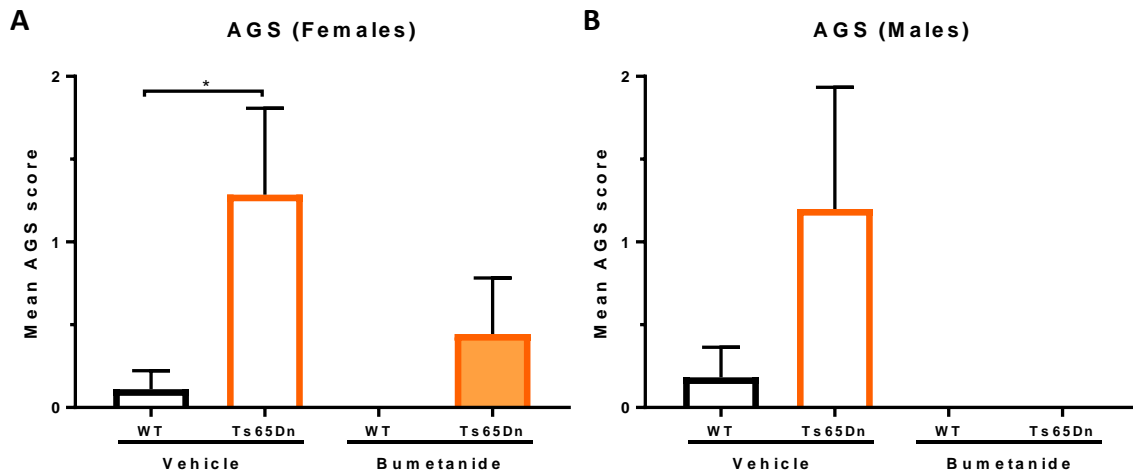 A
AGS (Females)
Mean AGS score
2
1
0
*
WT
Ts65Dn
WT
Ts65Dn
Vehicle
Bumetanide
B
AGS (Males)
Mean AGS score
2
1
0
WT
Ts65Dn
WT
Ts65Dn
Vehicle
Bumetanide